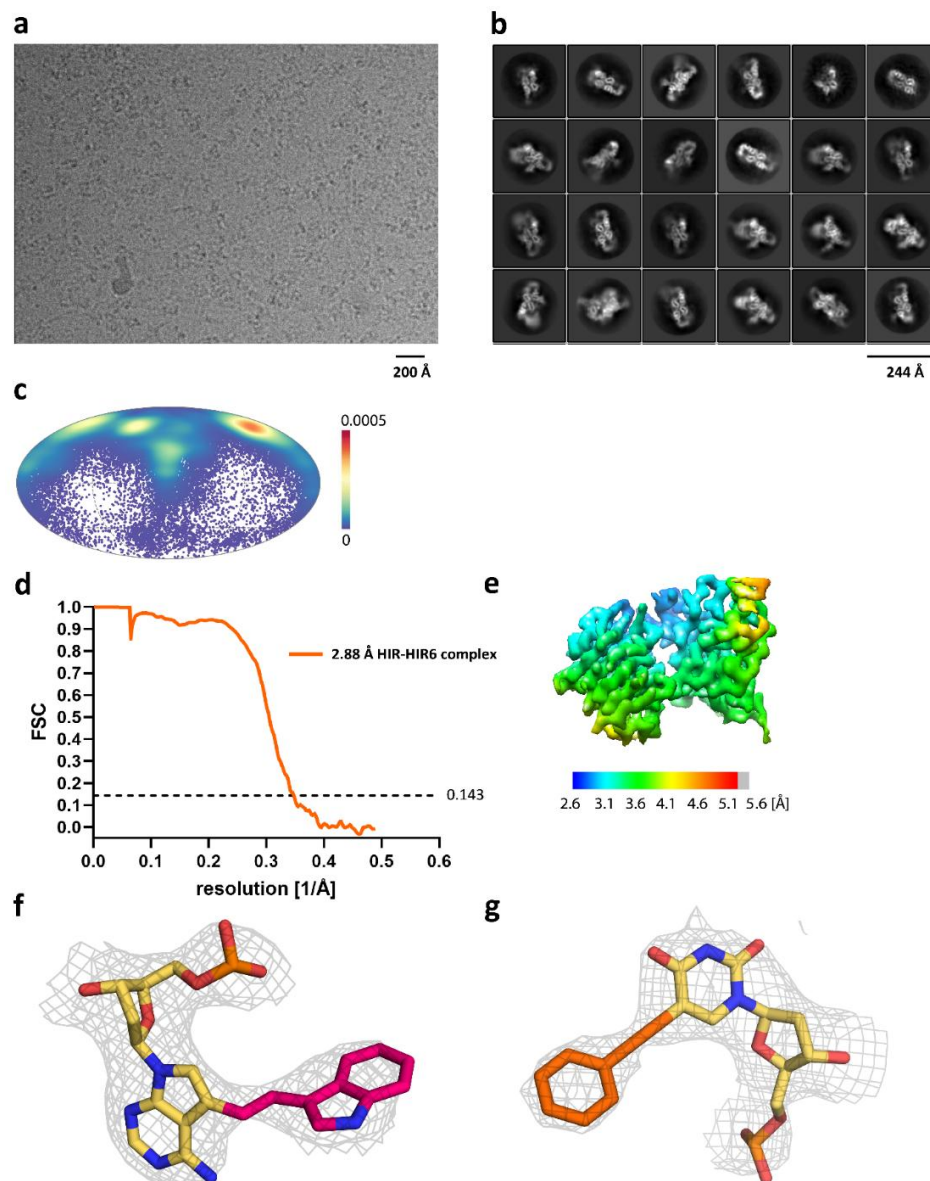 a
b
200 Å
244 Å
c
0.0005
0
d
e
1.0
0.9
0.8
0.7
0.6
0.5
0.4
0.3
0.2
0.1
0.0
FSC
2.88 Å HIR-HIR6 complex
0.143
0.0 0.1 0.2 0.3 0.4 0.5 0.6
resolution [1/Å]
2.6 3.1 3.6 4.1 4.6 5.1 5.6 [Å]
f
g